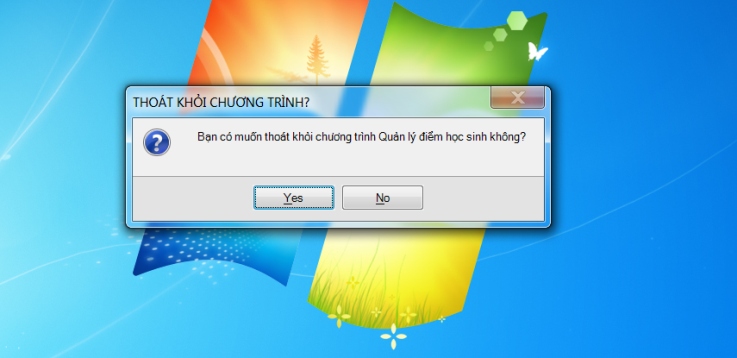 THOÁT KHỎI CHƯƠNG TRÌNH?
Bạn có muốn thoát khỏi chương trình Quản lý điểm học sinh không?
Yes
No